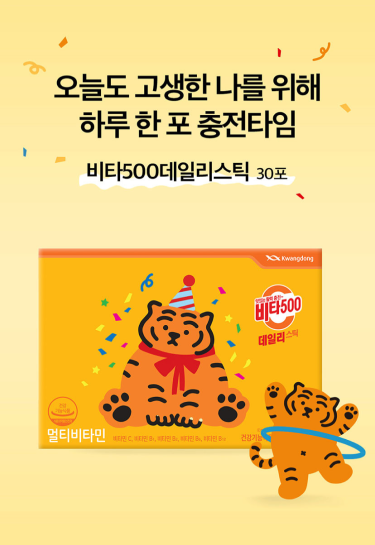 오늘도 고생한 나를 위해
하루 한 포 충전타임
비타500데일리스틱 30포
Kwangdong
비타500
데일리스틱
멀티비타민